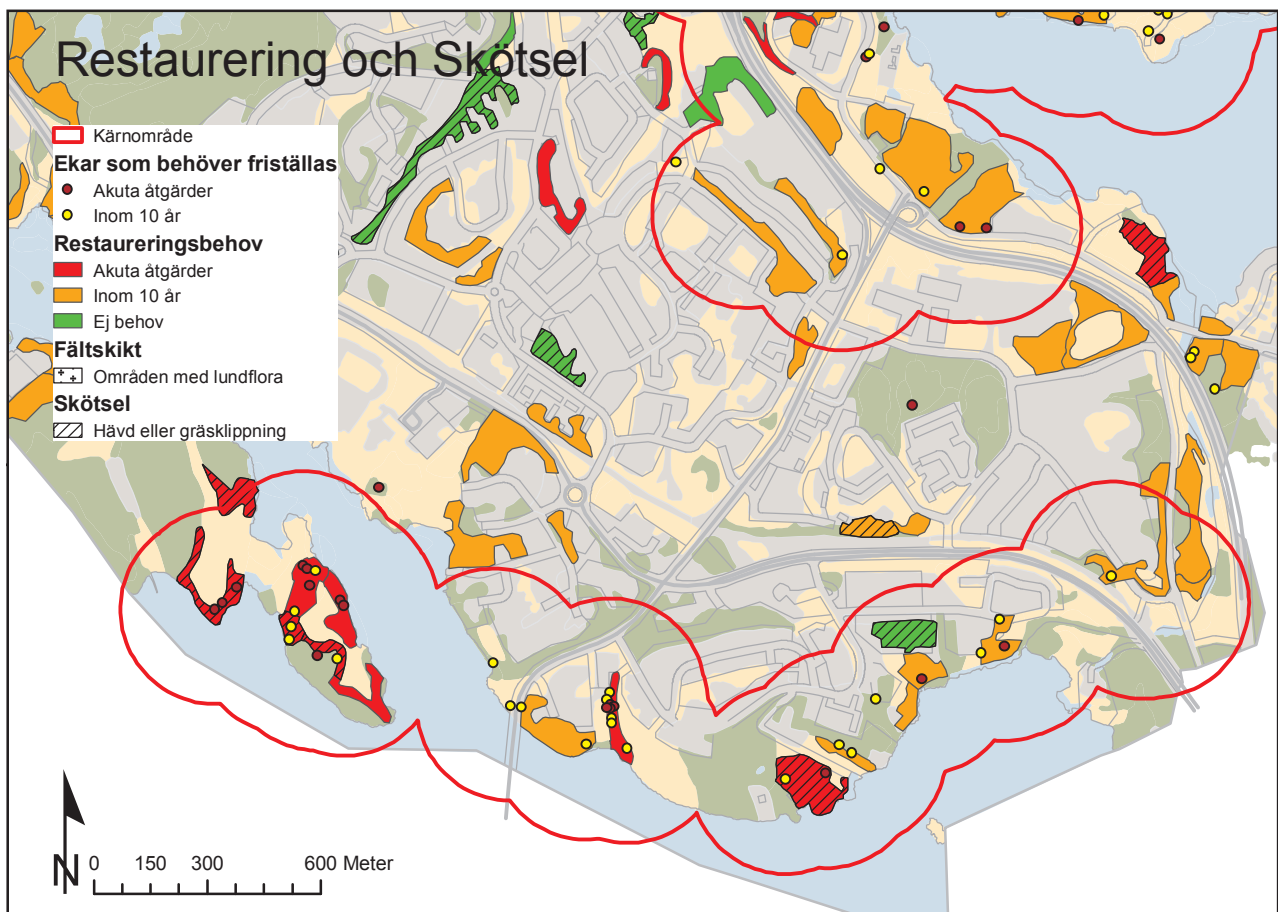 Restaurering och Skötsel
Kärnområde
Ekar som behöver friställas
Akuta åtgärder
Inom 10 år
Restaureringsbehov
Akuta åtgärder
Inom 10 år
Ej behov
Fältskikt
Områden med lundflora
Skötsel
Hävd eller gräsklippning
N
0 150 300 600 Meter